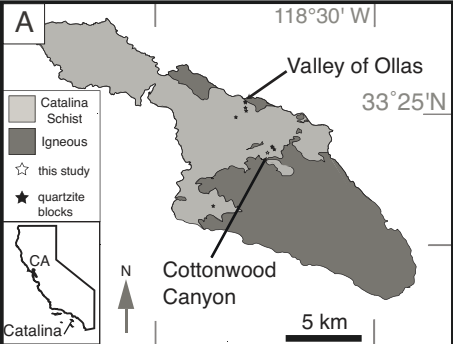 A
118°30' W
Valley of Ollas
33°25'N
Catalina
Schist
Igneous
this study
quartzite
blocks
CA
Catalina
N
Cottonwood
Canyon
5 km